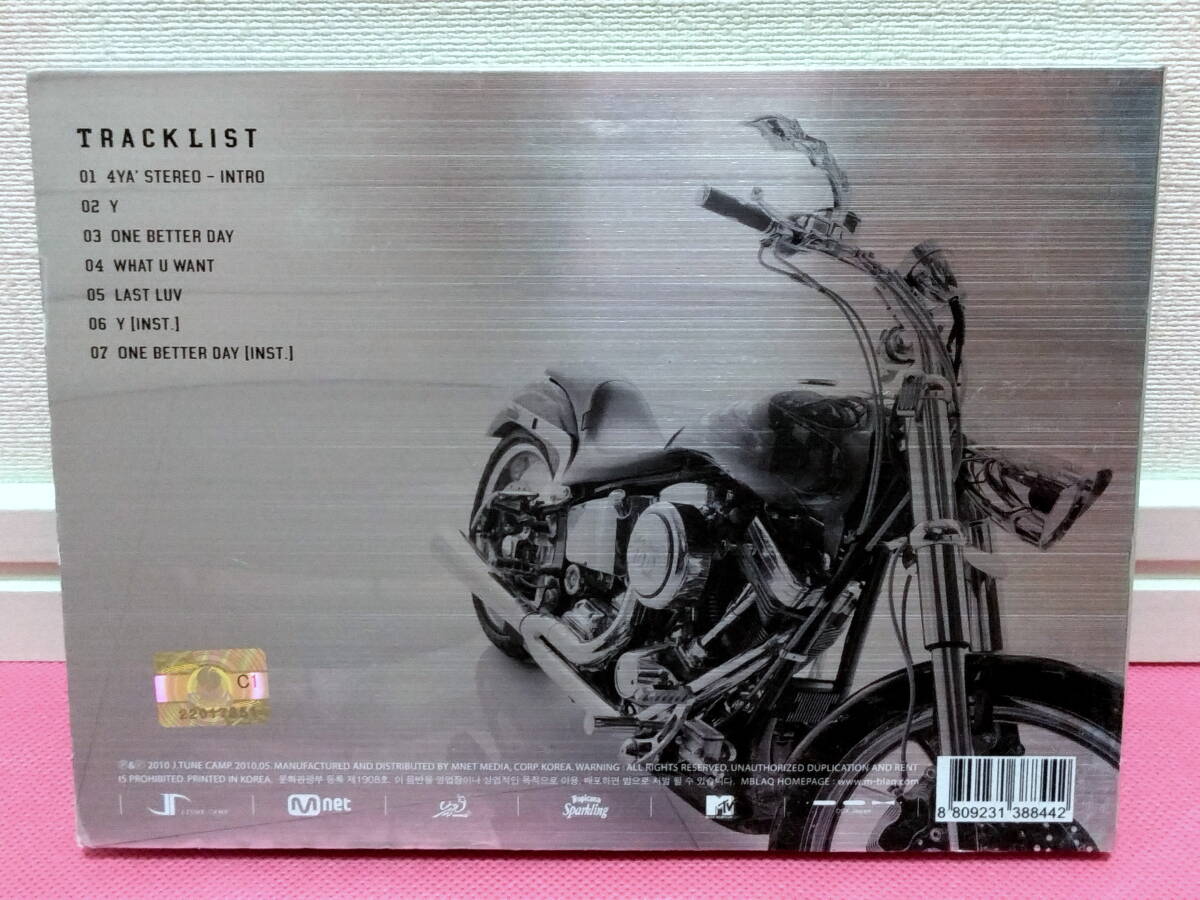 TRACKLIST
01 4YA' STEREO - INTRO
02 Y
03 ONE BETTER DAY
04 WHAT U WANT
05 LAST LUV
06 Y [INST.]
07 ONE BETTER DAY [INST.]
C1
℗&© 2010 J.TUNE CAMP. 2010.05. MANUFACTURED AND DISTRIBUTED BY MNET MEDIA, CORP. KOREA. WARNING : ALL RIGHTS RESERVED. UNAUTHORIZED DUPLICATION AND RENT
IS PROHIBITED. PRINTED IN KOREA. 문화관광부 등록 제1908호. 이 음반을 영업장이나 상업적인 목적으로 이용, 배포하면 법으로 처벌 될 수 있습니다. MBLAQ HOMEPAGE : www.m-blaq.com
J.TUNE CAMP
Mnet
Tropicana
Sparkling
MTV
8 809231 388442